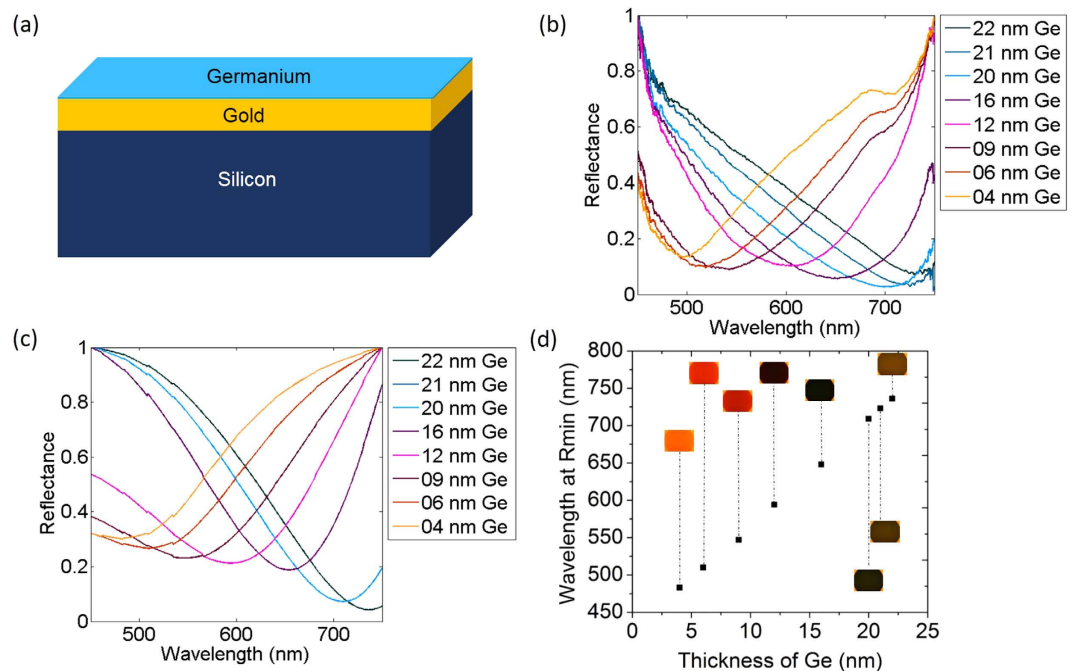 (a)
Germanium
Gold
Silicon
(b)
Reflectance
1
0.8
0.6
0.4
0.2
0
500
600
700
Wavelength (nm)
22 nm Ge
21 nm Ge
20 nm Ge
16 nm Ge
12 nm Ge
09 nm Ge
06 nm Ge
04 nm Ge
(c)
Reflectance
1
0.8
0.6
0.4
0.2
0
500
600
700
Wavelength (nm)
22 nm Ge
21 nm Ge
20 nm Ge
16 nm Ge
12 nm Ge
09 nm Ge
06 nm Ge
04 nm Ge
(d)
Wavelength at Rmin (nm)
800
750
700
650
600
550
500
450
0
5
10
15
20
25
Thickness of Ge (nm)